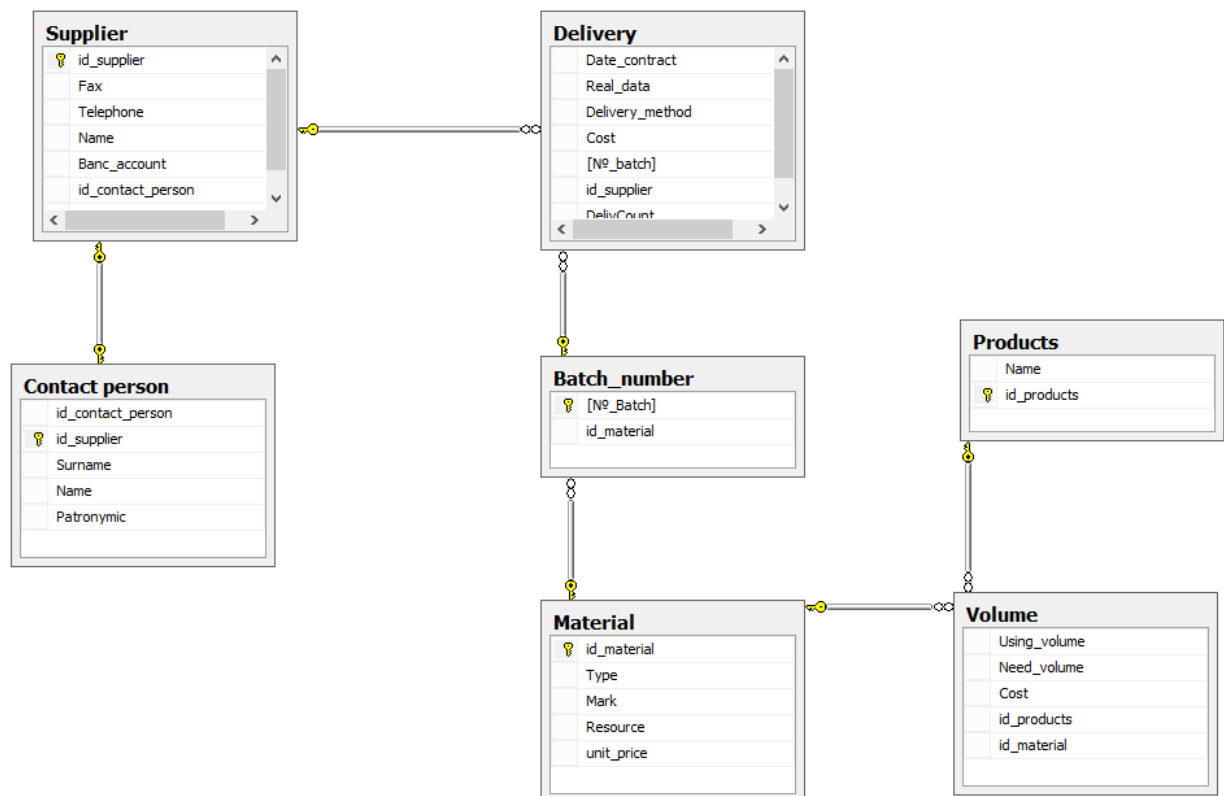 Supplier
id_supplier
Fax
Telephone
Name
Banc_account
id_contact_person
Delivery
Date_contract
Real_data
Delivery_method
Cost
[№_batch]
id_supplier
DelivCount
Contact person
id_contact_person
id_supplier
Surname
Name
Patronymic
Batch_number
[№_Batch]
id_material
Products
Name
id_products
Material
id_material
Type
Mark
Resource
unit_price
Volume
Using_volume
Need_volume
Cost
id_products
id_material